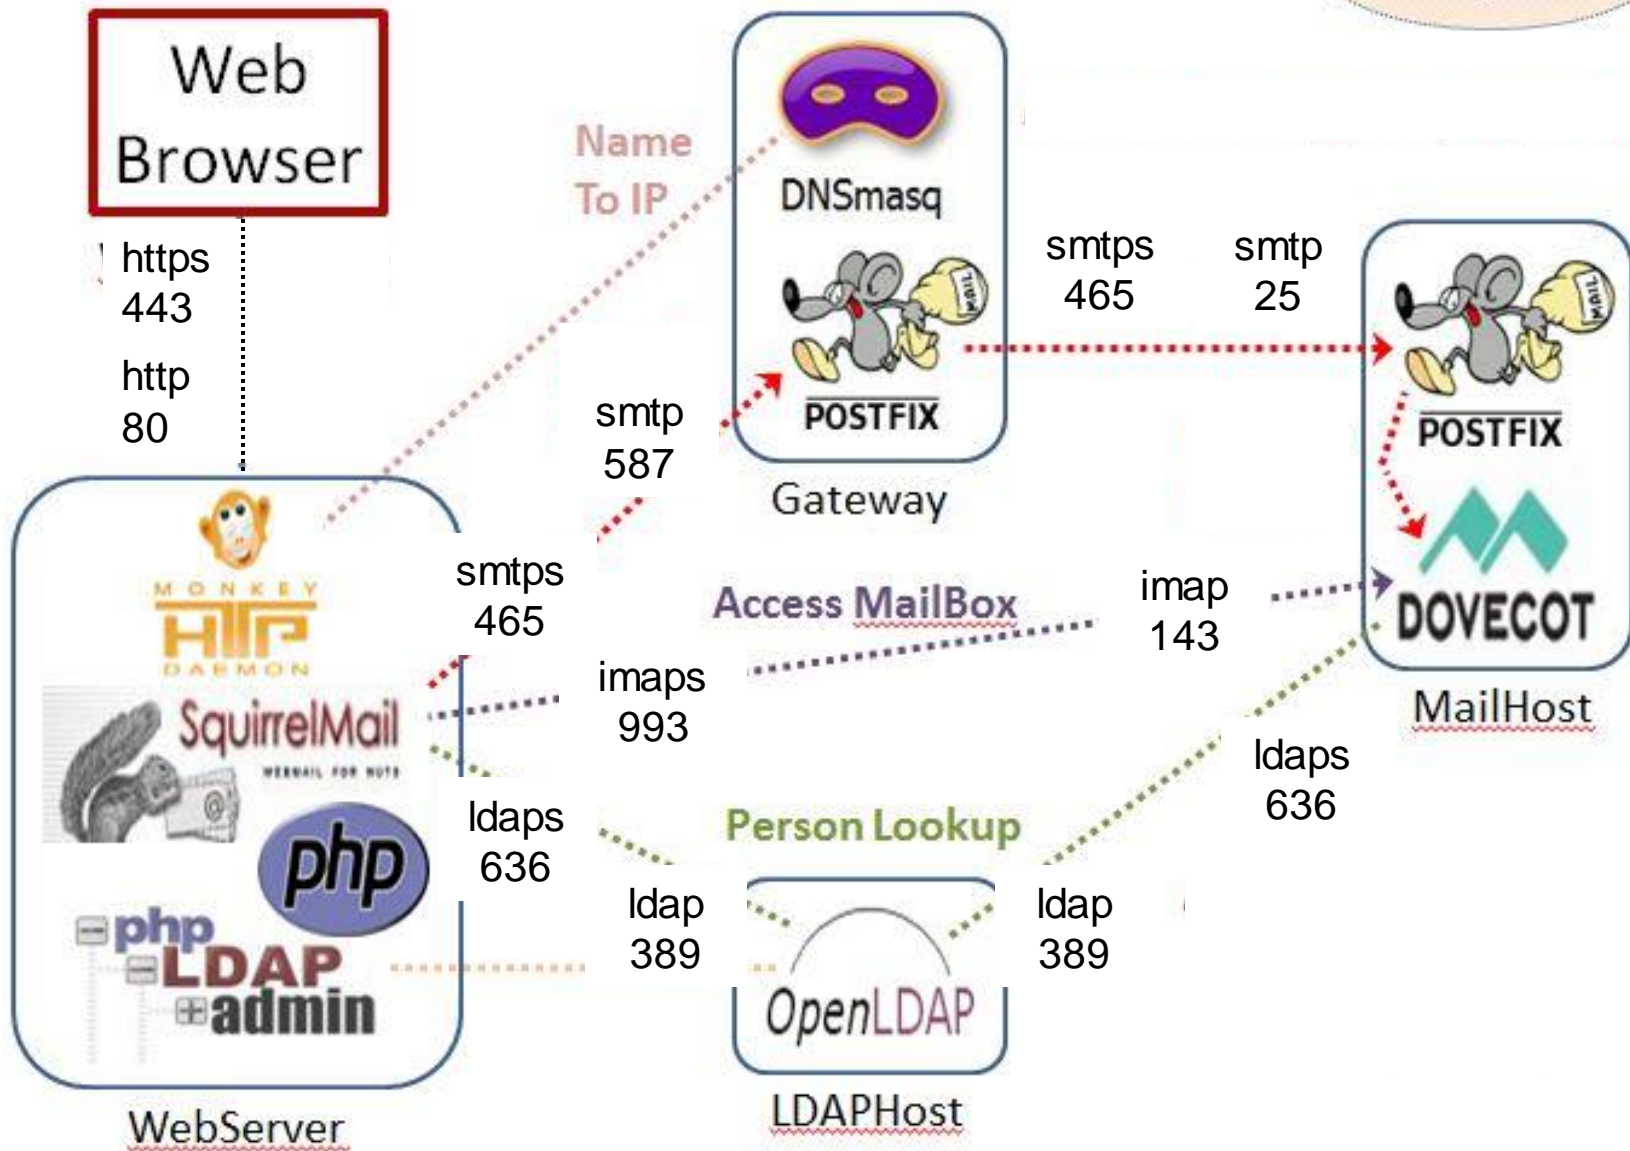 Web
Browser
https
443
http
80
Name
To IP
DNSmasq
MAIL
POSTFIX
Gateway
smtps
465
smtp
25
MAIL
POSTFIX
DOVECOT
MailHost
smtp
587
smtps
465
Access MailBox
imap
143
imaps
993
MONKEY
HTTP
DAEMON
SquirrelMail
WEBMAIL FOR NUTS
@
php
php
LDAP
admin
WebServer
ldaps
636
Person Lookup
ldaps
636
ldap
389
ldap
389
OpenLDAP
LDAPHost